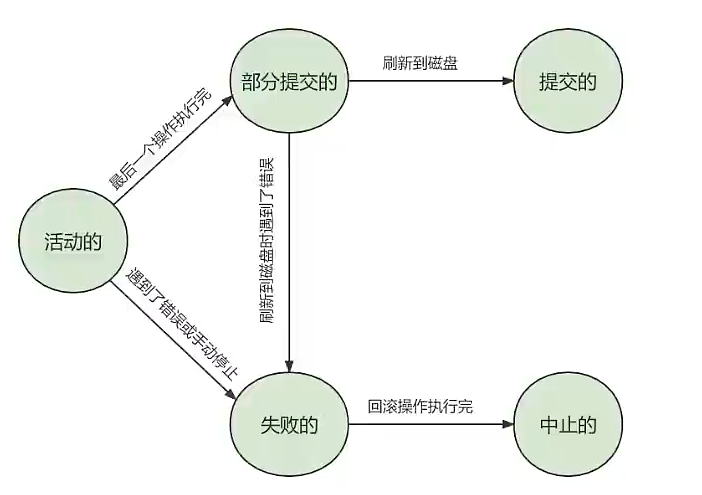 部分提交的
刷新到磁盘
提交的
最后一个操作执行完
刷新到磁盘时遇到了错误
活动的
遇到了错误或手动停止
失败的
回滚操作执行完
中止的